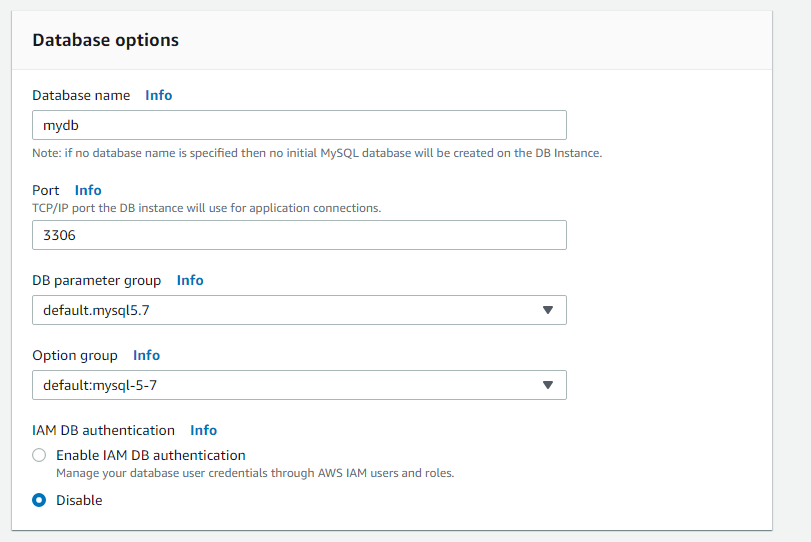 Database options
Database name Info
mydb
Note: if no database name is specified then no initial MySQL database will be created on the DB Instance.
Port Info
TCP/IP port the DB instance will use for application connections.
3306
DB parameter group Info
default.mysql5.7
Option group Info
default:mysql-5-7
IAM DB authentication Info
Enable IAM DB authentication
Manage your database user credentials through AWS IAM users and roles.
Disable